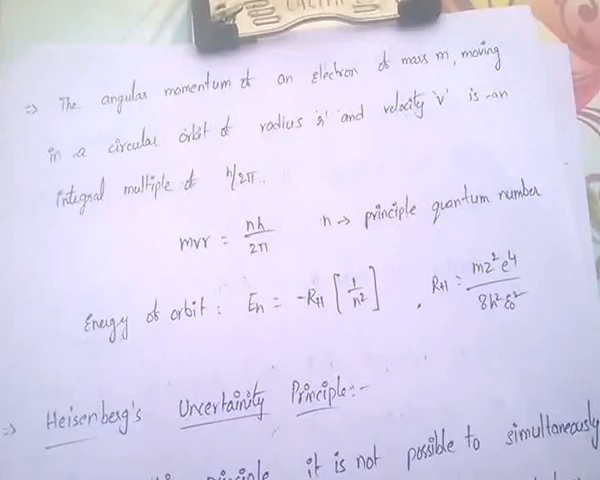 => The angular momentum of an electron of mass m, moving
in a circular orbit of radius 'r' and velocity 'v' is an
integral multiple of h/2π.
mvr = nh/2π n → principle quantum number
Energy of orbit : En = -RH [1/n²] , RH = mz²e⁴/8h²ε₀²
=> Heisenberg's Uncertainity Principle:-
it is not possible to simultaneously